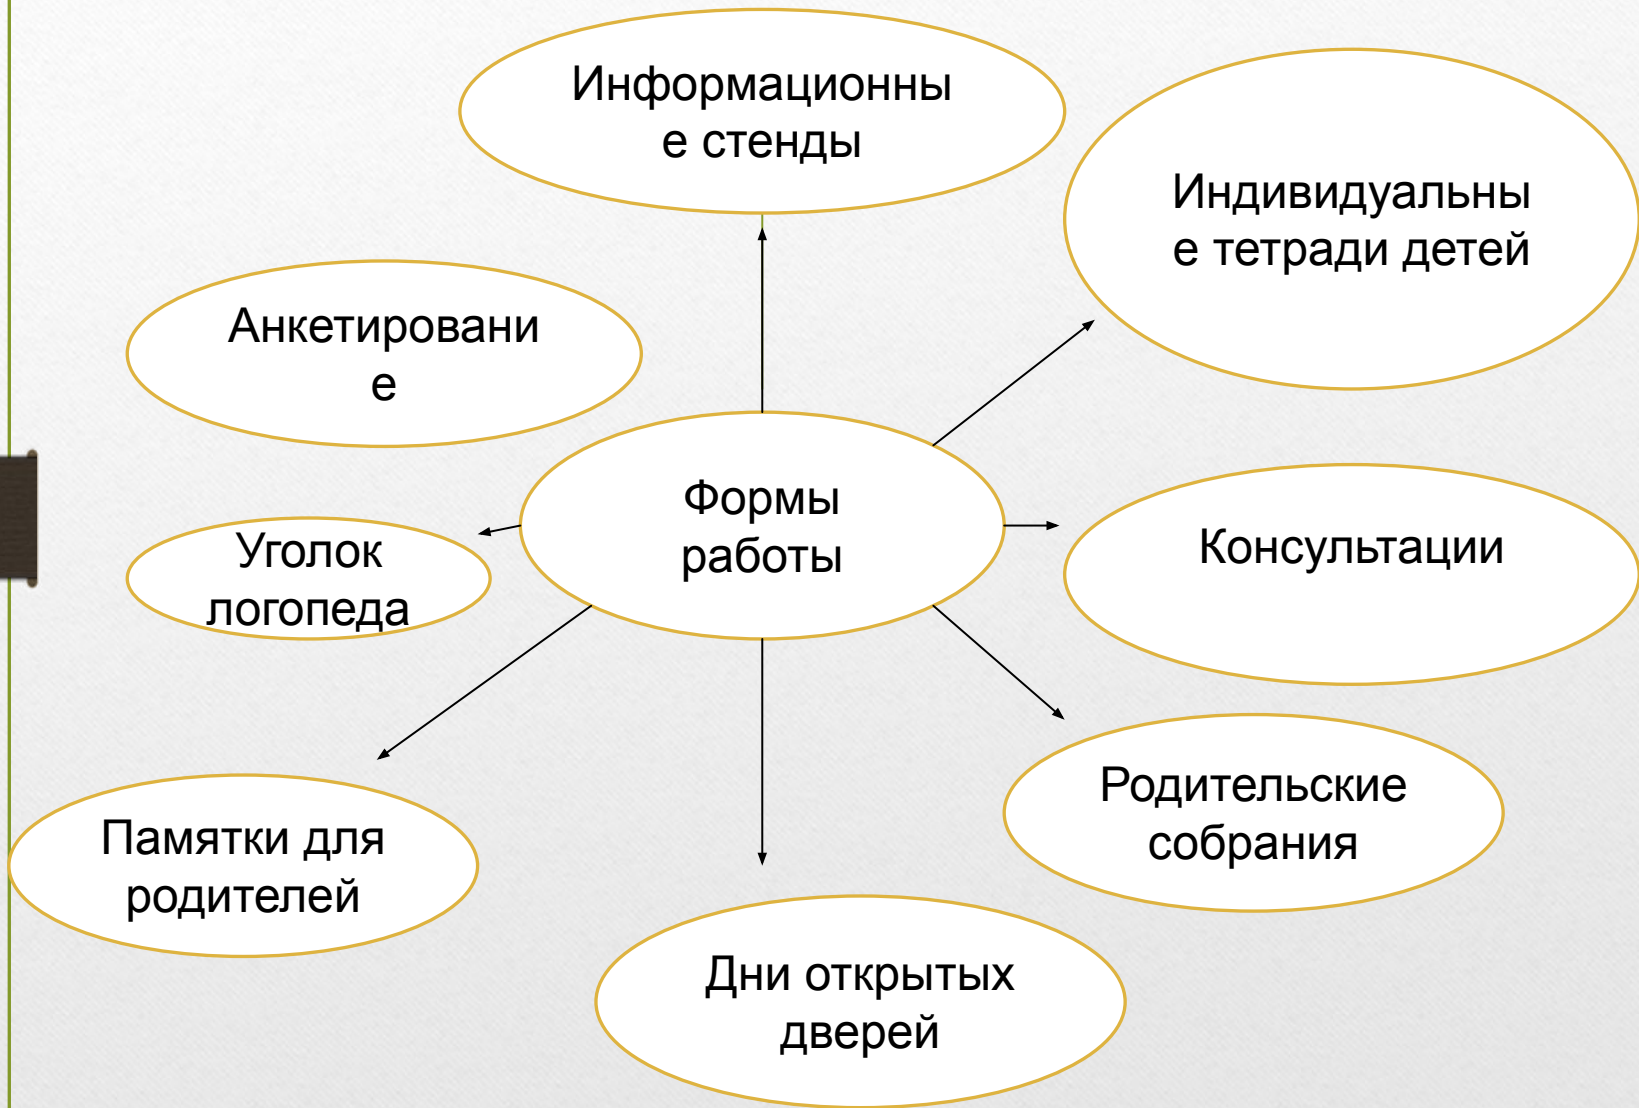 Информационны
е стенды
Индивидуальны
е тетради детей
Анкетировани
е
Формы
работы
Консультации
Уголок
логопеда
Родительские
собрания
Памятки для
родителей
Дни открытых
дверей